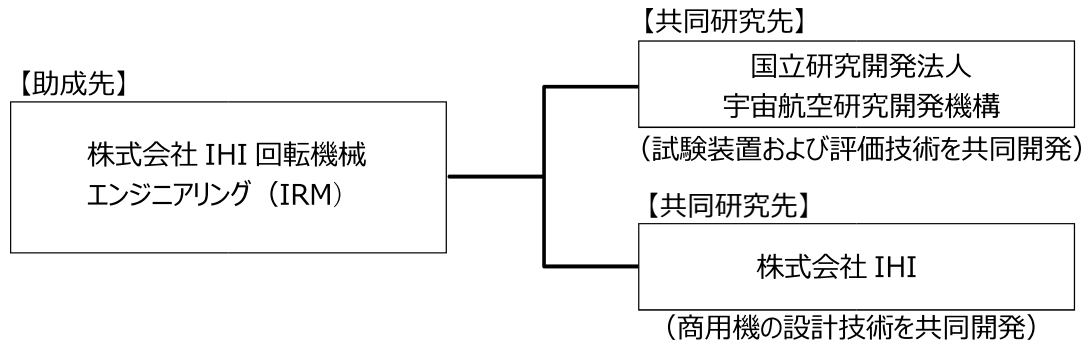 【助成先】
株式会社 IHI 回転機械
エンジニアリング（IRM）
【共同研究先】
国立研究開発法人
宇宙航空研究開発機構
（試験装置および評価技術を共同開発）
【共同研究先】
株式会社 IHI
（商用機の設計技術を共同開発）